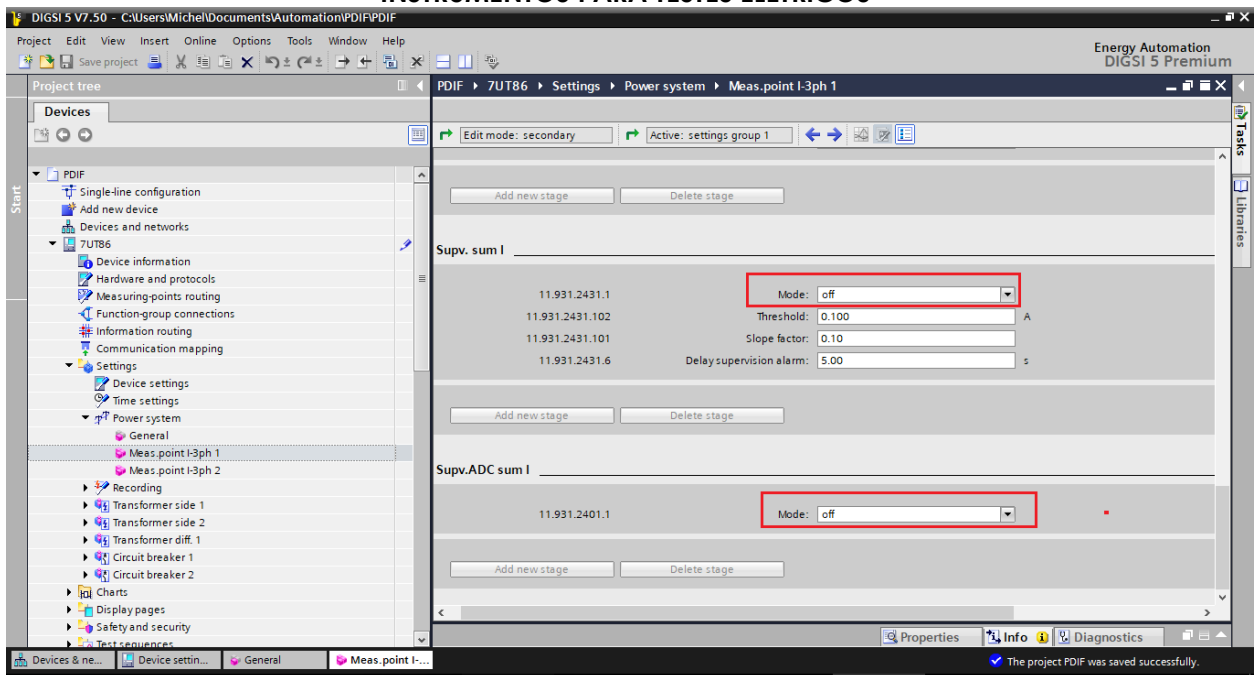 INSTRUMENTOS PARA TESTES ELÉTRICOS
DIGSI 5 V7.50 - C:\Users\Michel\Documents\Automation\PDIF\PDIF
Project Edit View Insert Online Options Tools Window Help
Save project
Energy Automation
DIGSI 5 Premium
Project tree
PDIF 7UT86 Settings Power system Meas.point I-3ph 1
Devices
Edit mode: secondary
Active: settings group 1
Start
PDIF
Single-line configuration
Add new device
Devices and networks
7UT86
Device information
Hardware and protocols
Measuring-points routing
Function-group connections
Information routing
Communication mapping
Settings
Device settings
Time settings
Power system
General
Meas.point I-3ph 1
Meas.point I-3ph 2
Recording
Transformer side 1
Transformer side 2
Transformer diff. 1
Circuit breaker 1
Circuit breaker 2
Charts
Display pages
Safety and security
Test sequences
Add new stage Delete stage
Supv. sum I
11.931.2431.1 Mode: off
11.931.2431.102 Threshold: 0.100 A
11.931.2431.101 Slope factor: 0.10
11.931.2431.6 Delay supervision alarm: 5.00 s
Add new stage Delete stage
Supv.ADC sum I
11.931.2401.1 Mode: off
Add new stage Delete stage
Tasks
Libraries
Properties Info Diagnostics
Devices & ne... Device settin... General Meas.point I-...
The project PDIF was saved successfully.